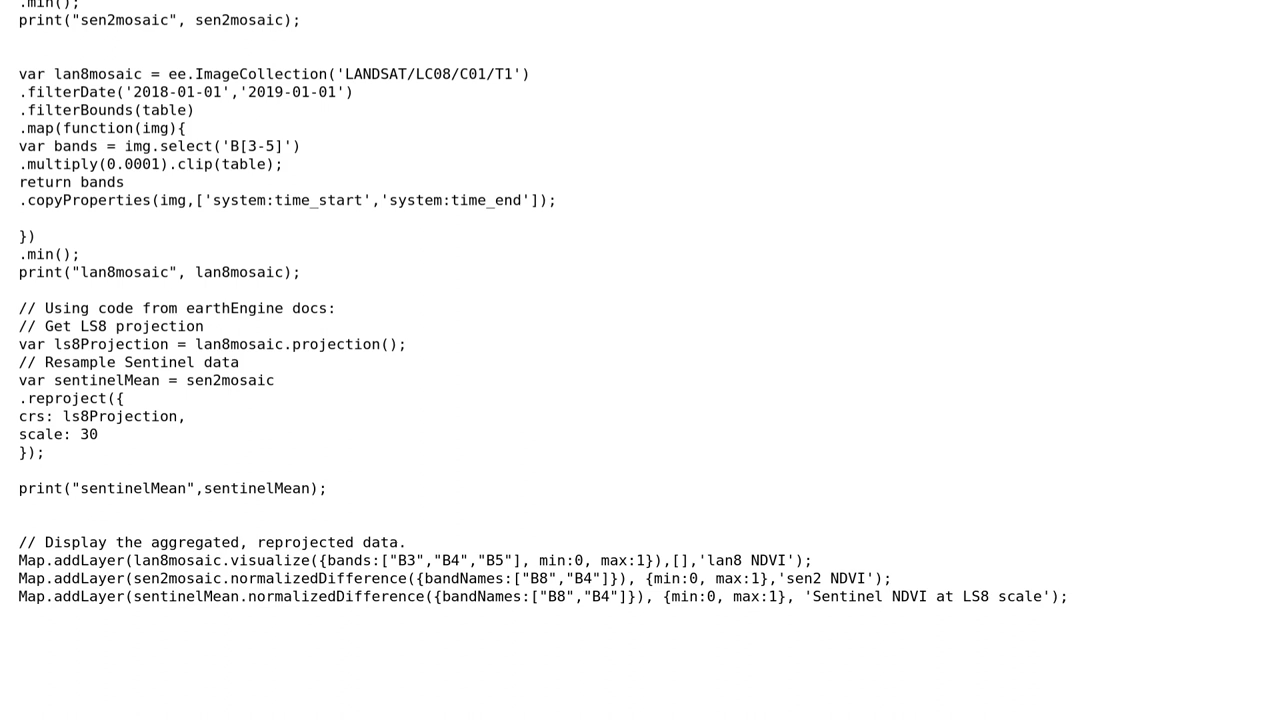 .min();
print("sen2mosaic", sen2mosaic);
var lan8mosaic = ee.ImageCollection('LANDSAT/LC08/C01/T1')
.filterDate('2018-01-01','2019-01-01')
.filterBounds(table)
.map(function(img){
var bands = img.select('B[3-5]')
.multiply(0.0001).clip(table);
return bands
.copyProperties(img,['system:time_start','system:time_end']);
})
.min();
print("lan8mosaic", lan8mosaic);
// Using code from earthEngine docs:
// Get LS8 projection
var ls8Projection = lan8mosaic.projection();
// Resample Sentinel data
var sentinelMean = sen2mosaic
.reproject({
crs: ls8Projection,
scale: 30
});
print("sentinelMean",sentinelMean);
// Display the aggregated, reprojected data.
Map.addLayer(lan8mosaic.visualize({bands:["B3","B4","B5"], min:0, max:1}),[],'lan8 NDVI');
Map.addLayer(sen2mosaic.normalizedDifference({bandNames:["B8","B4"]}), {min:0, max:1},'sen2 NDVI');
Map.addLayer(sentinelMean.normalizedDifference({bandNames:["B8","B4"]}), {min:0, max:1}, 'Sentinel NDVI at LS8 scale');